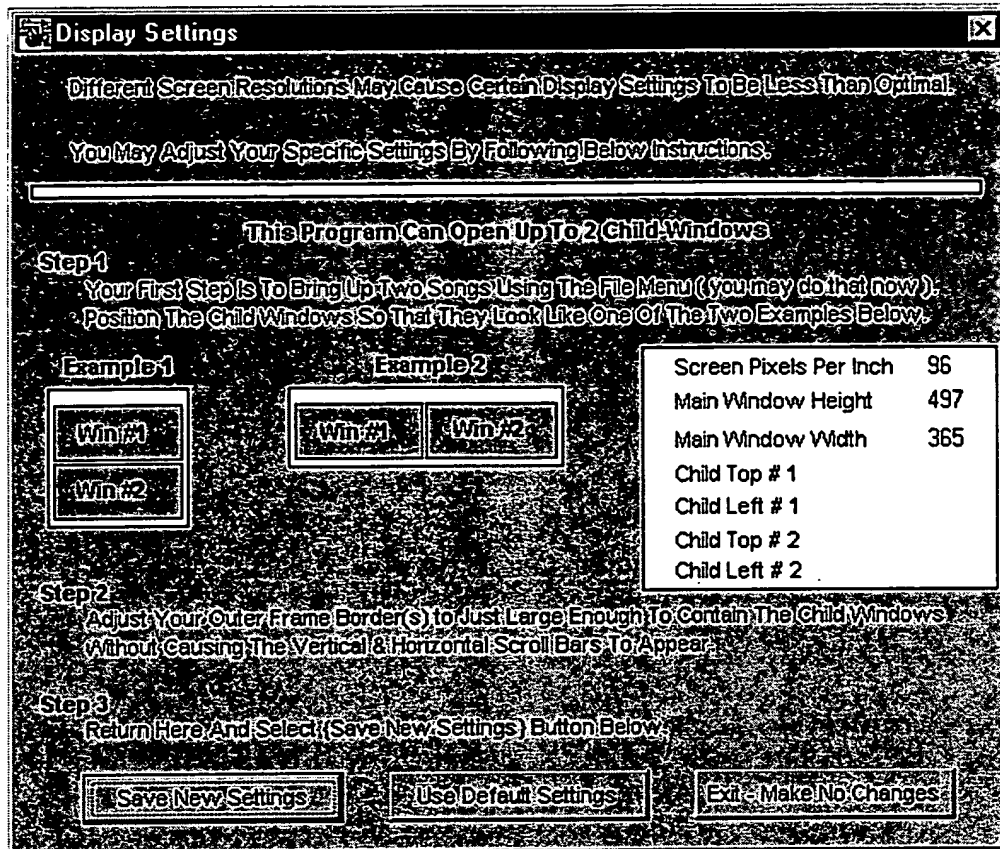 Display Settings
Different Screen Resolutions May Cause Certain Display Settings To Be Less Than Optimal.
You May Adjust Your Specific Settings By Following Below Instructions.
This Program Can Open Up To 2 Child Windows
Step 1
Your First Step Is To Bring Up Two Songs Using The File Menu ( you may do that now ).
Position The Child Windows So That They Look Like One Of The Two Examples Below.
Example 1
Win #1
Win #2
Example 2
Win #1 Win #2
Screen Pixels Per Inch 96
Main Window Height 497
Main Window Width 365
Child Top # 1
Child Left # 1
Child Top # 2
Child Left # 2
Step 2
Adjust Your Outer Frame Border(s) to Just Large Enough To Contain The Child Windows
Without Causing The Vertical & Horizontal Scroll Bars To Appear
Step 3
Return Here And Select {Save New Settings} Button Below.
Save New Settings
Use Default Settings
Exit - Make No Changes